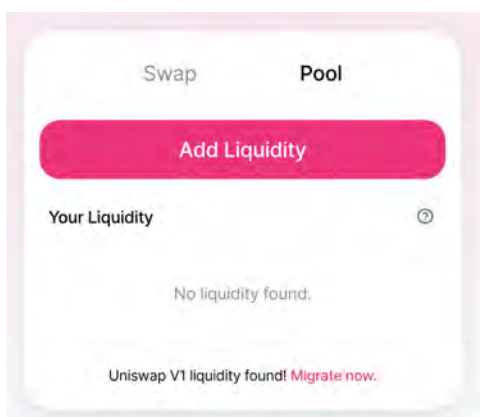 Swap Pool
Add Liquidity
Your Liquidity
No liquidity found.
Uniswap V1 liquidity found! Migrate now.